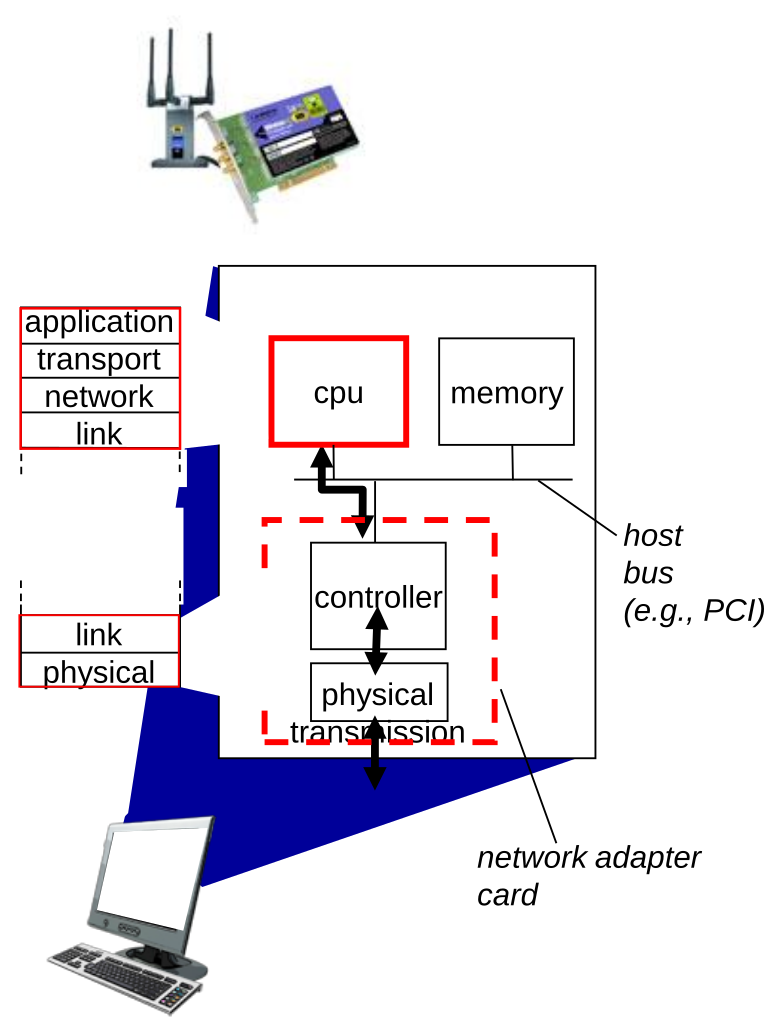 application
transport
network
link
cpu
memory
host
bus
(e.g., PCI)
controller
link
physical
physical
transmission
network adapter
card